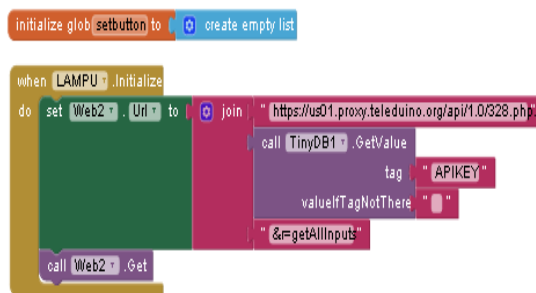 initialize glob setbutton to create empty list
when LAMPU .Initialize
do set Web2 . Url to join " https://us01.proxy.teleduino.org/api/1.0/328.php
call TinyDB1 .GetValue
tag " APIKEY "
valueIfTagNotThere " "
" &r=getAllInputs "
call Web2 .Get